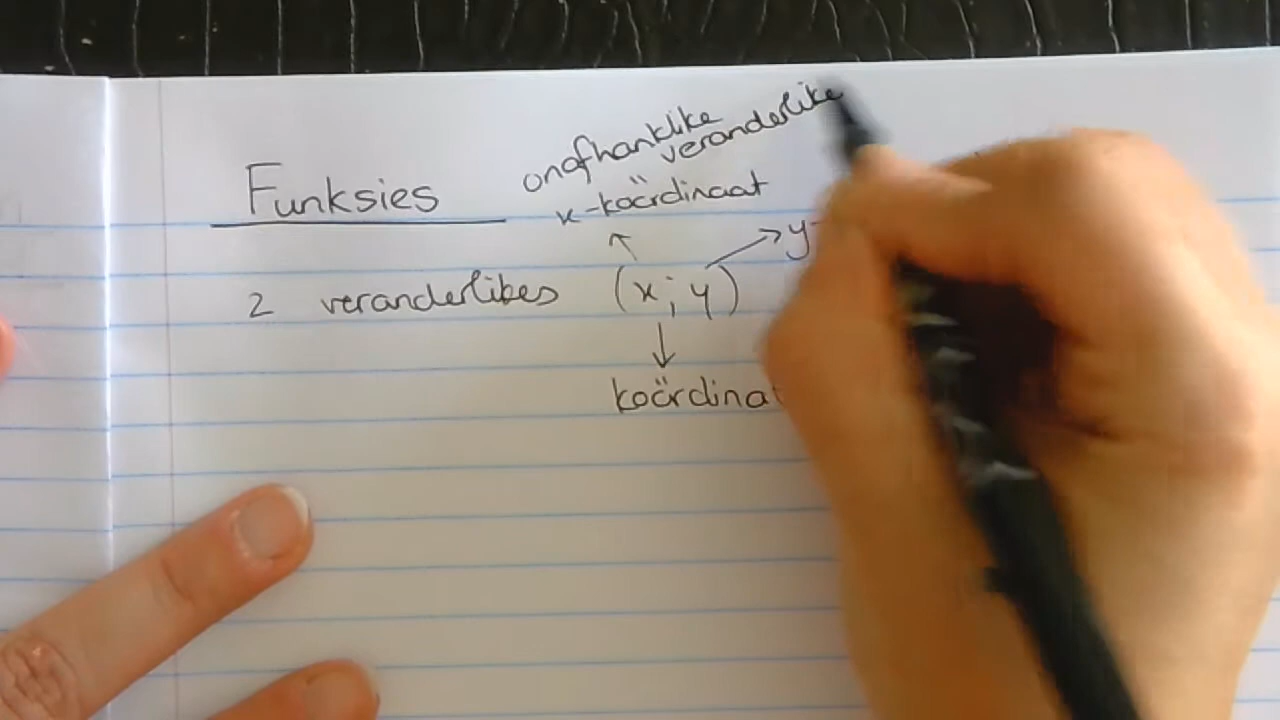 onafhanklike
veranderlike
Funksies
x-koördinaat
y-
2 veranderlikes (x; y)
koördina